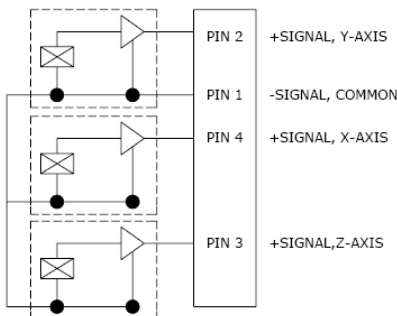 PIN 2 +SIGNAL, Y-AXIS
PIN 1 -SIGNAL, COMMON
PIN 4 +SIGNAL, X-AXIS
PIN 3 +SIGNAL,Z-AXIS